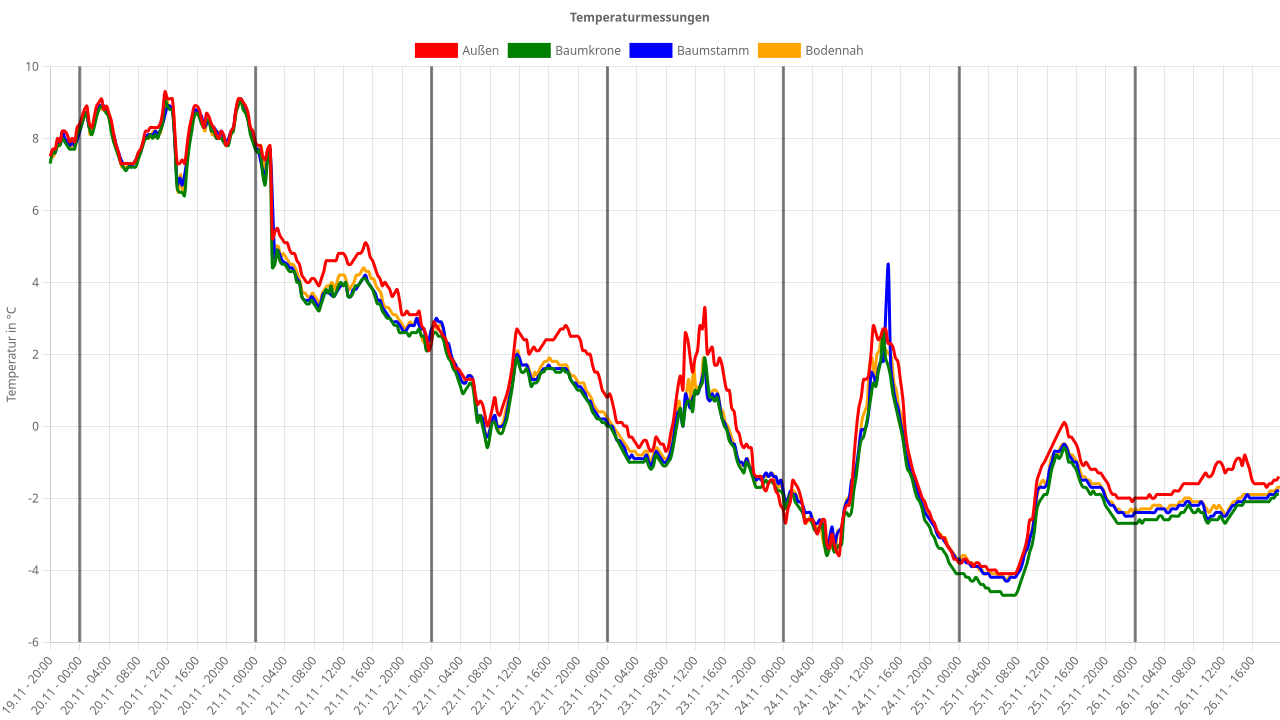 Temperaturmessungen
Außen Baumkrone Baumstamm Bodennah
Temperatur in °C
10
8
6
4
2
0
-2
-4
-6
19.11 - 20:00
20.11 - 00:00
20.11 - 04:00
20.11 - 08:00
20.11 - 12:00
20.11 - 16:00
20.11 - 20:00
21.11 - 00:00
21.11 - 04:00
21.11 - 08:00
21.11 - 12:00
21.11 - 16:00
21.11 - 20:00
22.11 - 00:00
22.11 - 04:00
22.11 - 08:00
22.11 - 12:00
22.11 - 16:00
22.11 - 20:00
23.11 - 00:00
23.11 - 04:00
23.11 - 08:00
23.11 - 12:00
23.11 - 16:00
23.11 - 20:00
24.11 - 00:00
24.11 - 04:00
24.11 - 08:00
24.11 - 12:00
24.11 - 16:00
24.11 - 20:00
25.11 - 00:00
25.11 - 04:00
25.11 - 08:00
25.11 - 12:00
25.11 - 16:00
25.11 - 20:00
26.11 - 00:00
26.11 - 04:00
26.11 - 08:00
26.11 - 12:00
26.11 - 16:00